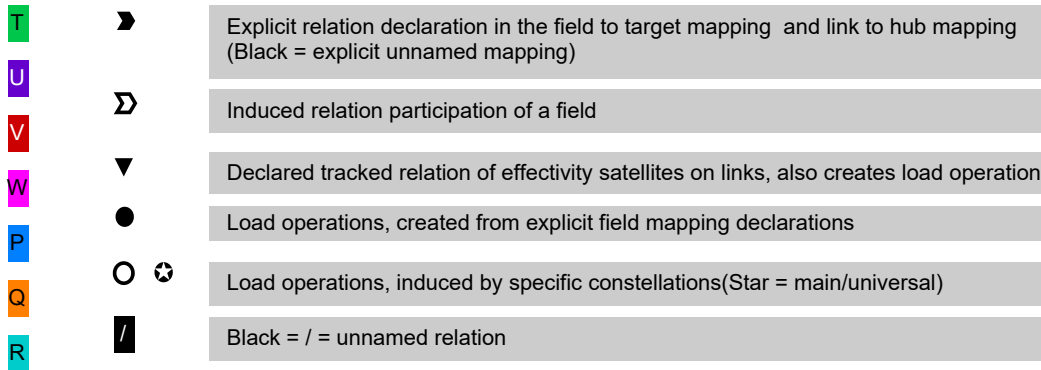 T
Explicit relation declaration in the field to target mapping and link to hub mapping
(Black = explicit unnamed mapping)
U
Induced relation participation of a field
V
Declared tracked relation of effectivity satellites on links, also creates load operation
W
Load operations, created from explicit field mapping declarations
P
Load operations, induced by specific constellations(Star = main/universal)
Q
/
Black = / = unnamed relation
R